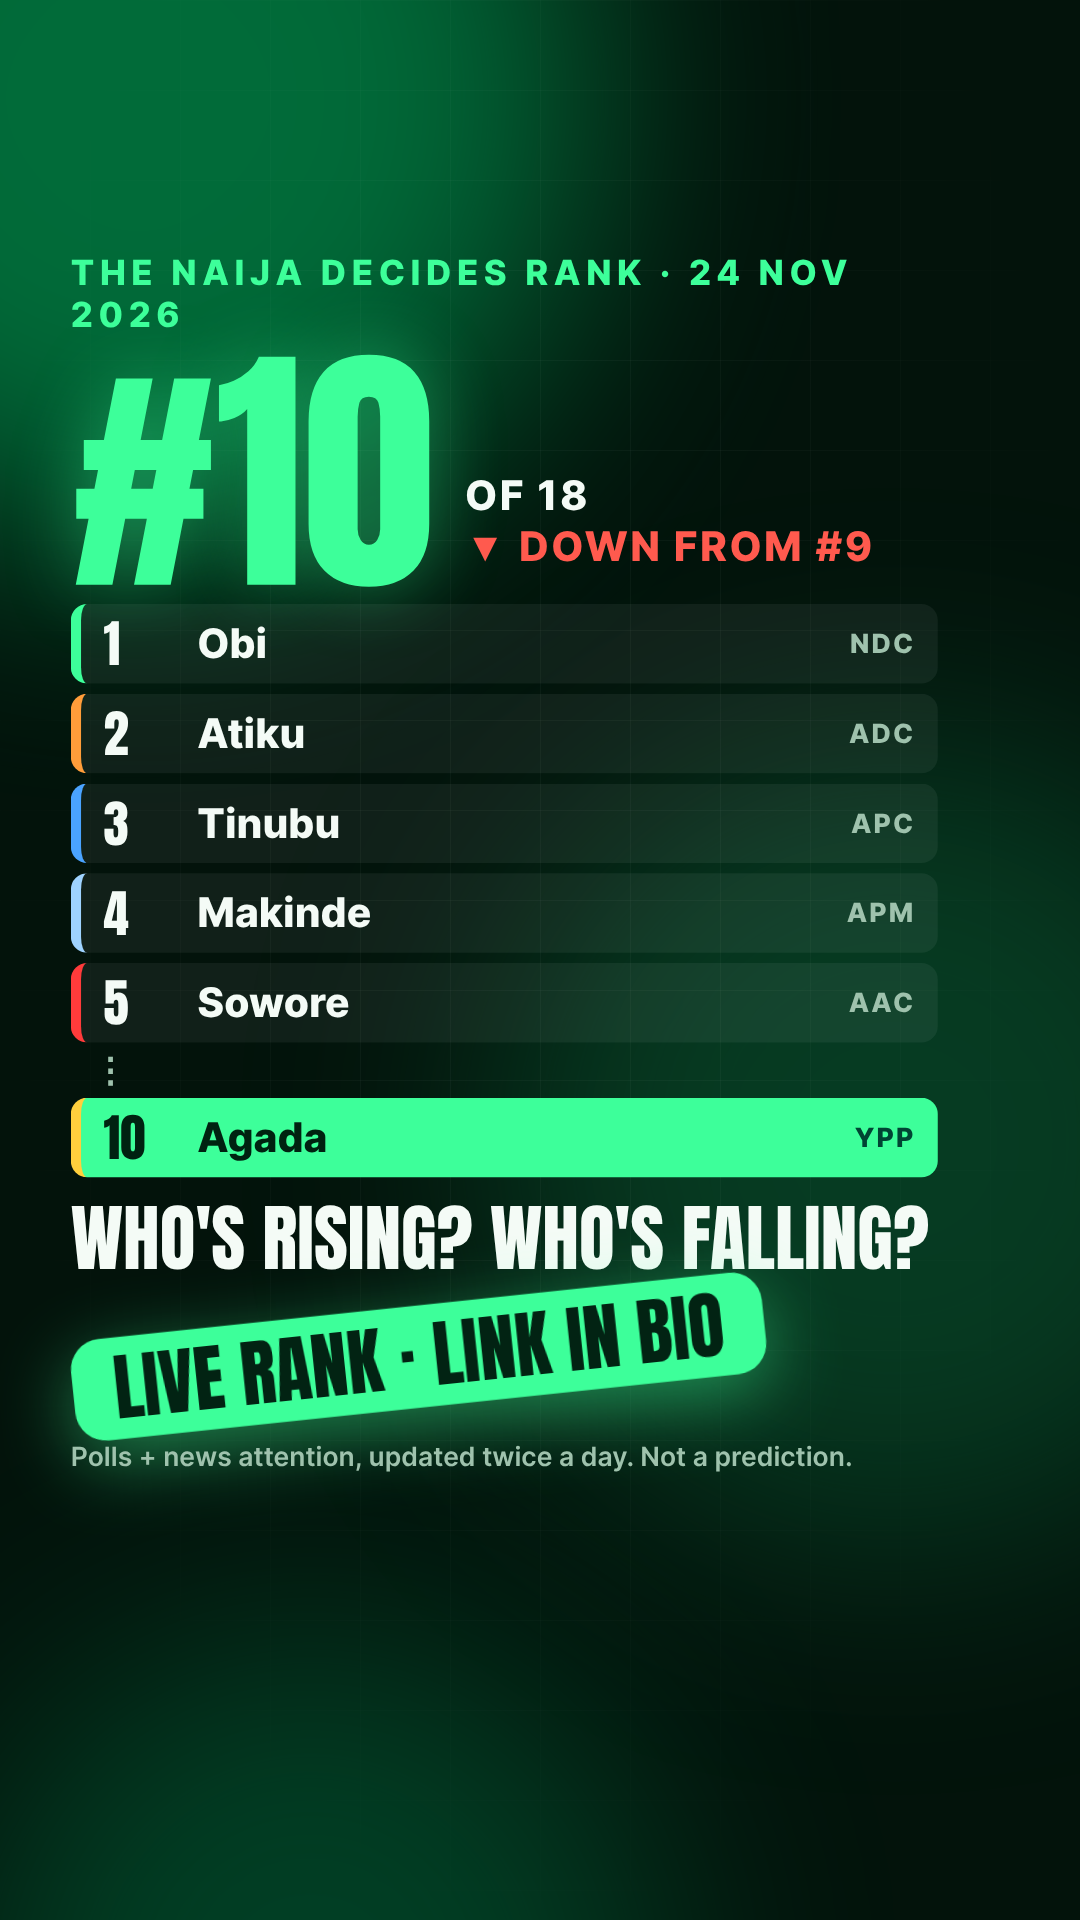 THE NAIJA DECIDES RANK · 24 NOV
2026
#10
OF 18
▼ DOWN FROM #9
1 Obi NDC
2 Atiku ADC
3 Tinubu APC
4 Makinde APM
5 Sowore AAC
⋮
10 Agada YPP
WHO'S RISING? WHO'S FALLING?
LIVE RANK · LINK IN BIO
Polls + news attention, updated twice a day. Not a prediction.